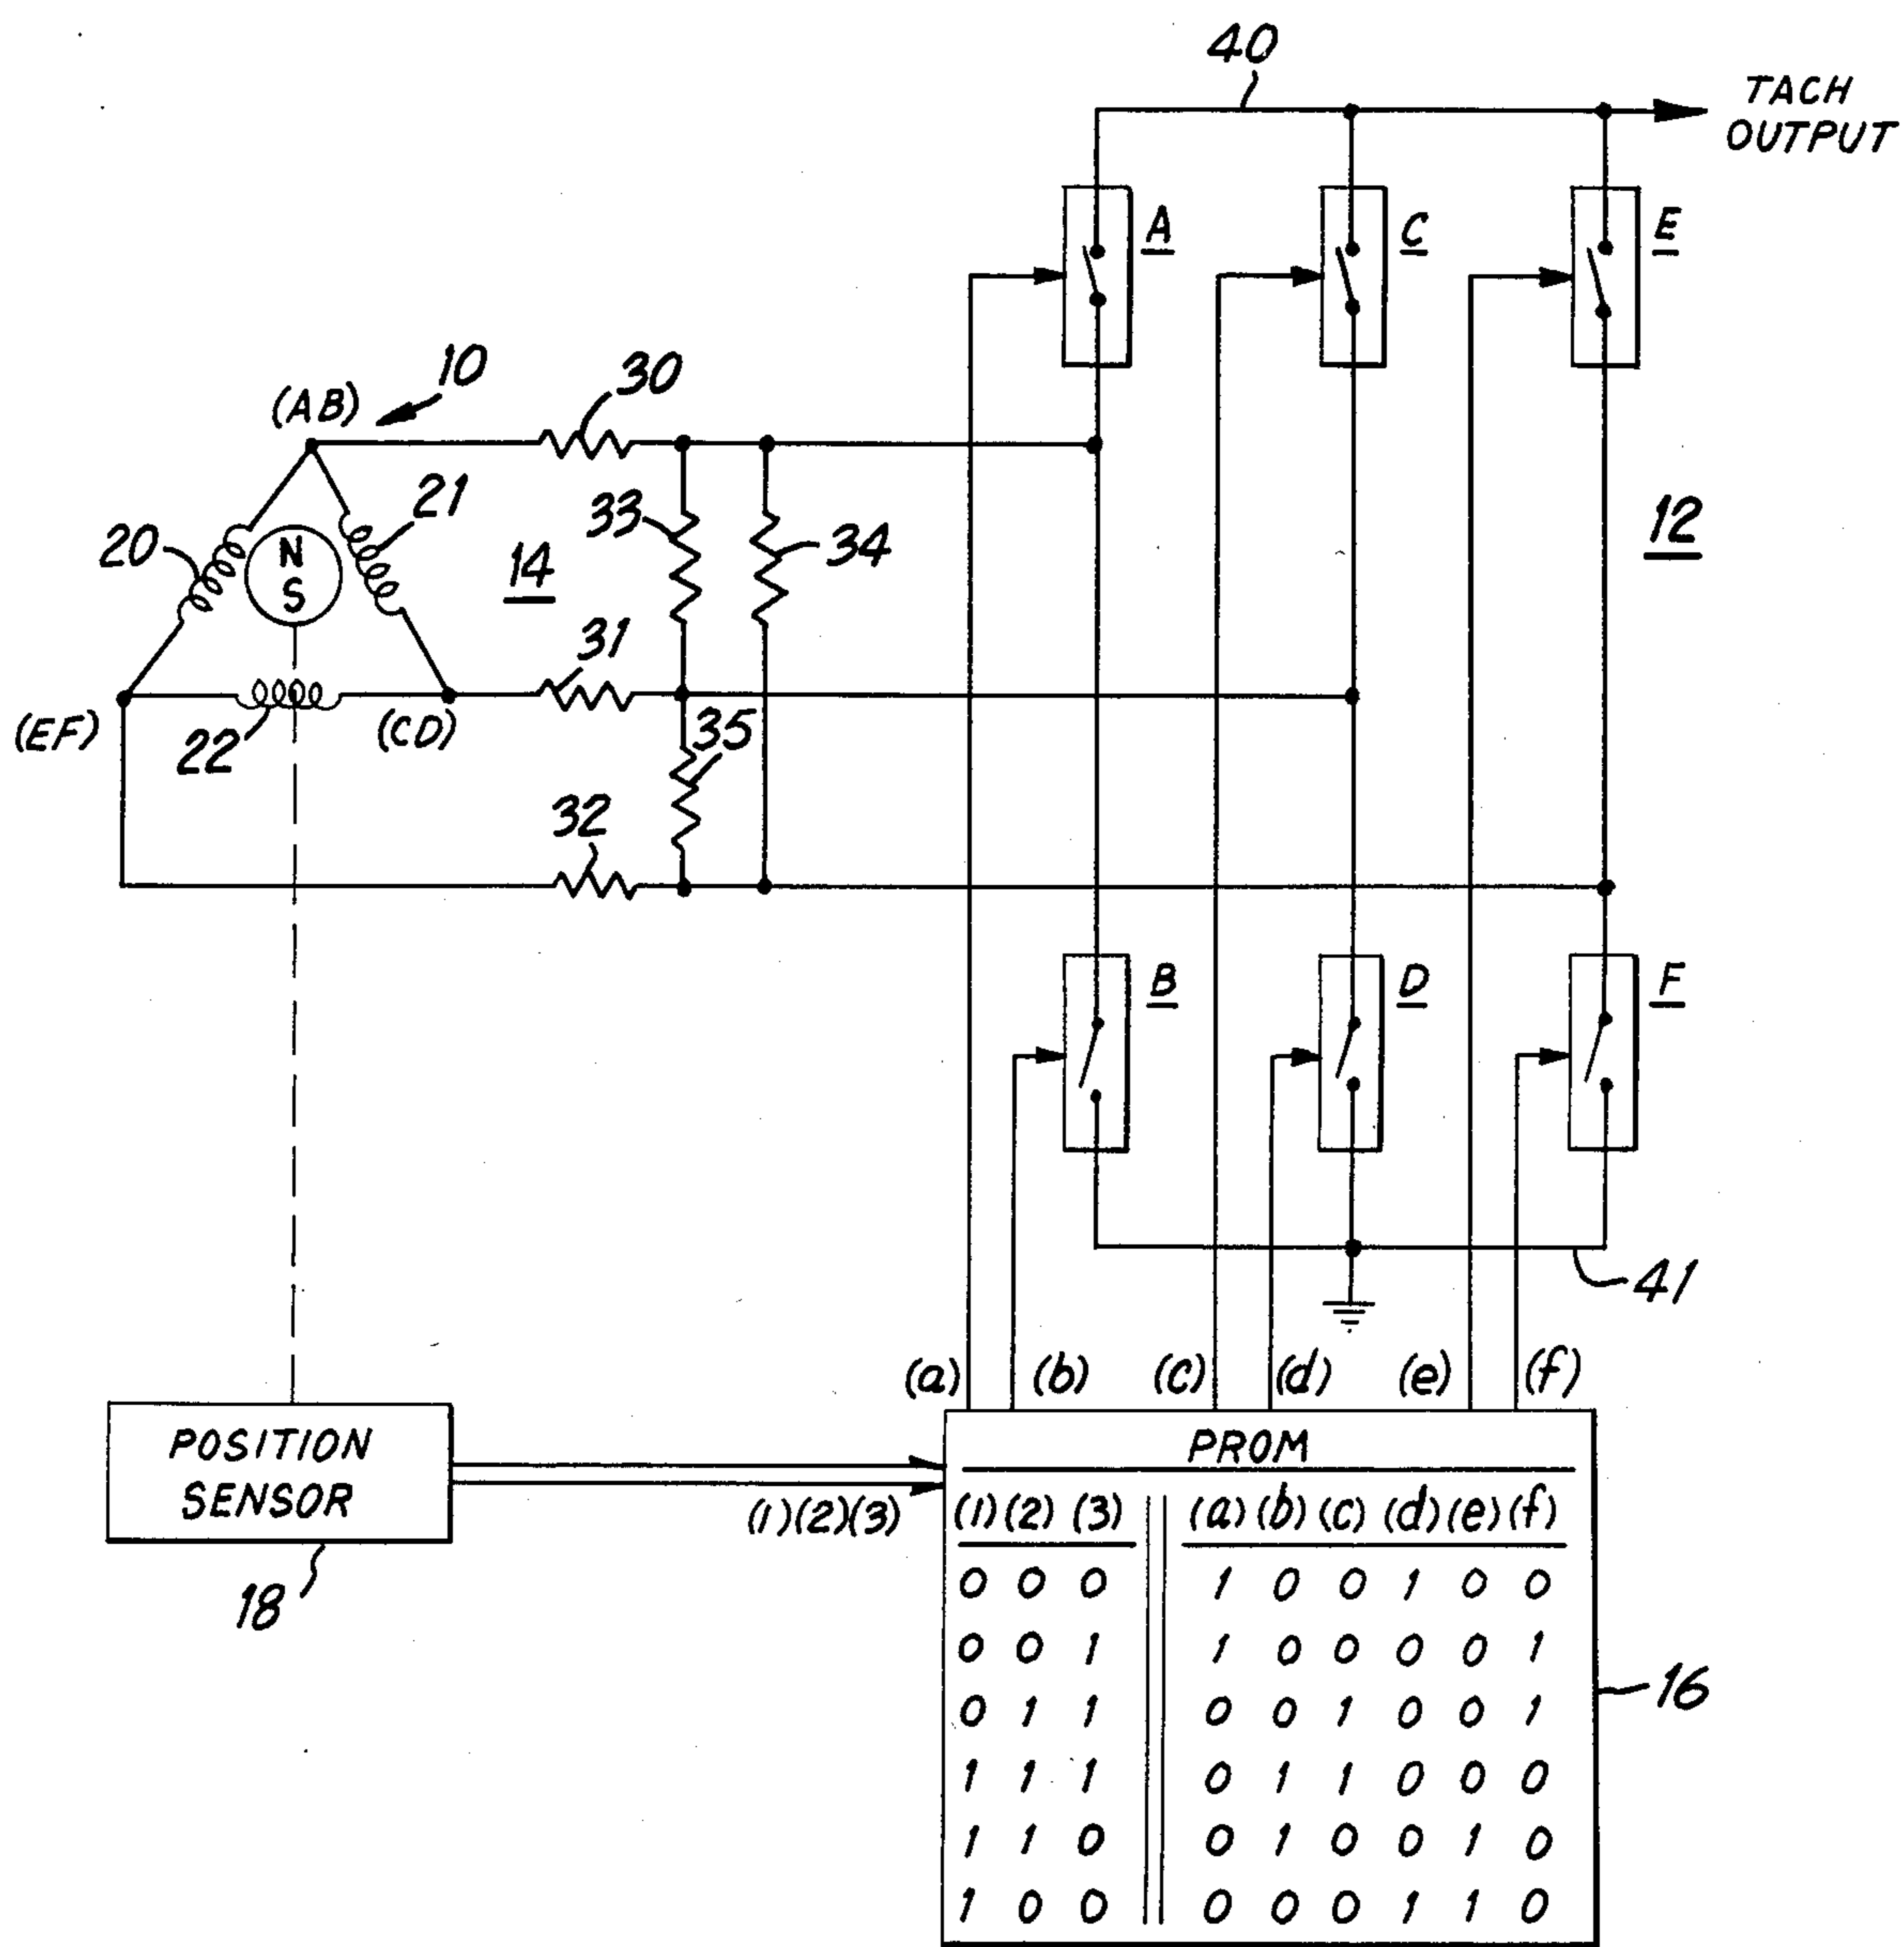 40
TACH
OUTPUT
A
C
E
(AB)
10
30
20
N
S
21
14
33
34
12
31
(EF)
22
(CD)
35
32
B
D
F
41
(a) (b) (c) (d) (e) (f)
POSITION
SENSOR
18
(1)(2)(3)
PROM
(1) (2) (3) (a) (b) (c) (d) (e) (f)
0 0 0 1 0 0 1 0 0
0 0 1 1 0 0 0 0 1
0 1 1 0 0 1 0 0 1
1 1 1 0 1 1 0 0 0
1 1 0 0 1 0 0 1 0
1 0 0 0 0 0 1 1 0
16